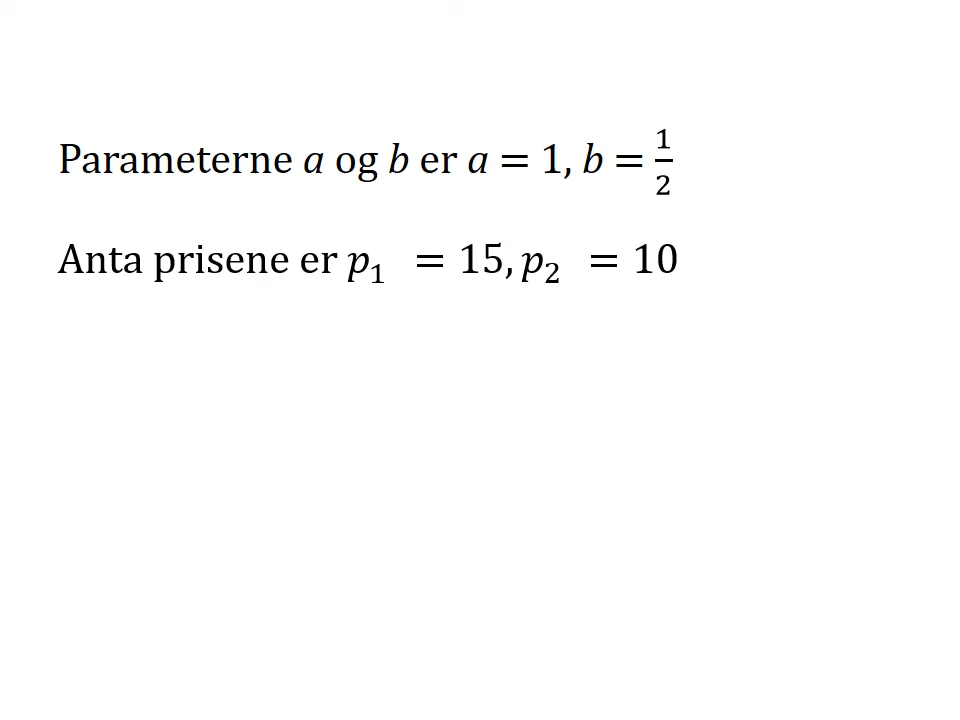 Parameterne a og b er a = 1, b = 1/2
Anta prisene er p₁ = 15, p₂ = 10